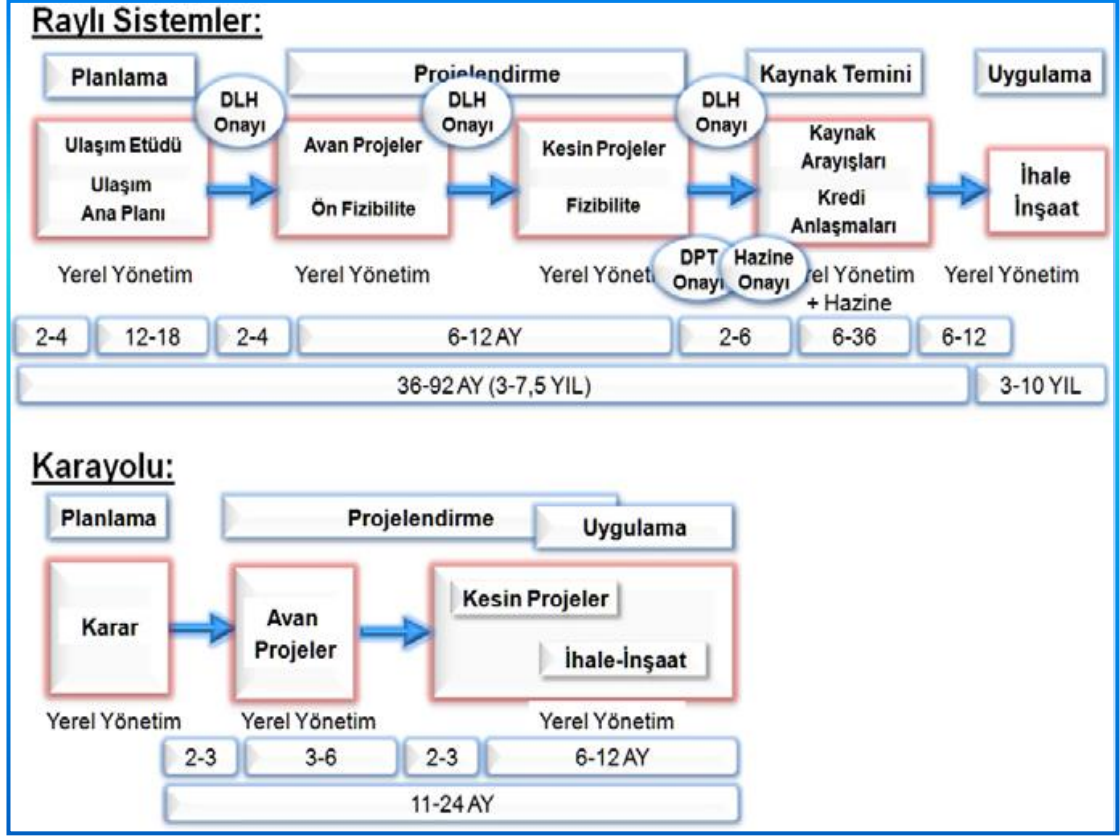 Raylı Sistemler:
Planlama
Projelendirme
Kaynak Temini
Uygulama
DLH
Onayı
DLH
Onayı
DLH
Onayı
Ulaşım Etüdü
Ulaşım
Ana Planı
Avan Projeler
Ön Fizibilite
Kesin Projeler
Fizibilite
Kaynak
Arayışları
Kredi
Anlaşmaları
İhale
İnşaat
DPT
Onayı
Hazine
Onayı
Yerel Yönetim
Yerel Yönetim
Yerel Yöneti
rel Yönetim
+ Hazine
Yerel Yönetim
2-4
12-18
2-4
6-12 AY
2-6
6-36
6-12
36-92 AY (3-7,5 YIL)
3-10 YIL
Karayolu:
Planlama
Projelendirme
Uygulama
Karar
Avan
Projeler
Kesin Projeler
İhale-İnşaat
Yerel Yönetim
Yerel Yönetim
Yerel Yönetim
2-3
3-6
2-3
6-12 AY
11-24 AY